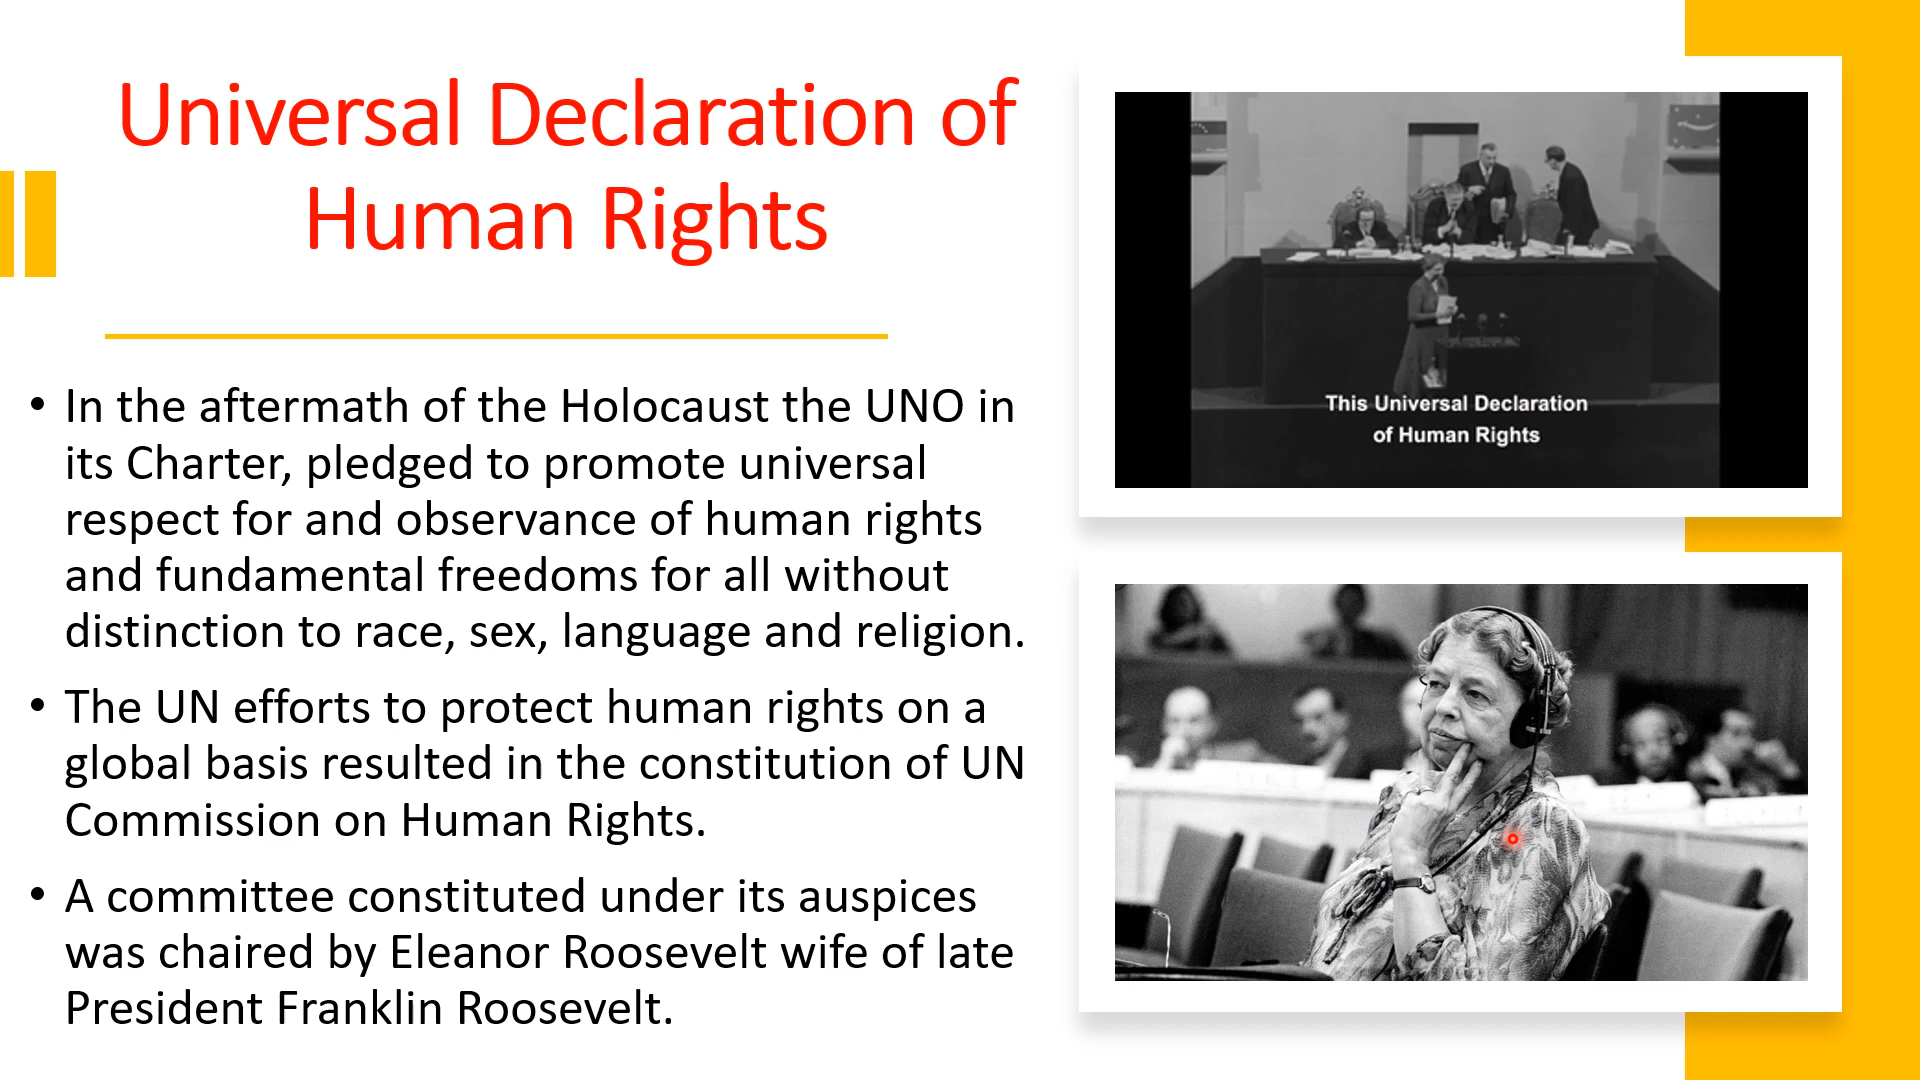 Universal Declaration of
Human Rights
• In the aftermath of the Holocaust the UNO in
its Charter, pledged to promote universal
respect for and observance of human rights
and fundamental freedoms for all without
distinction to race, sex, language and religion.
• The UN efforts to protect human rights on a
global basis resulted in the constitution of UN
Commission on Human Rights.
• A committee constituted under its auspices
was chaired by Eleanor Roosevelt wife of late
President Franklin Roosevelt.
This Universal Declaration
of Human Rights